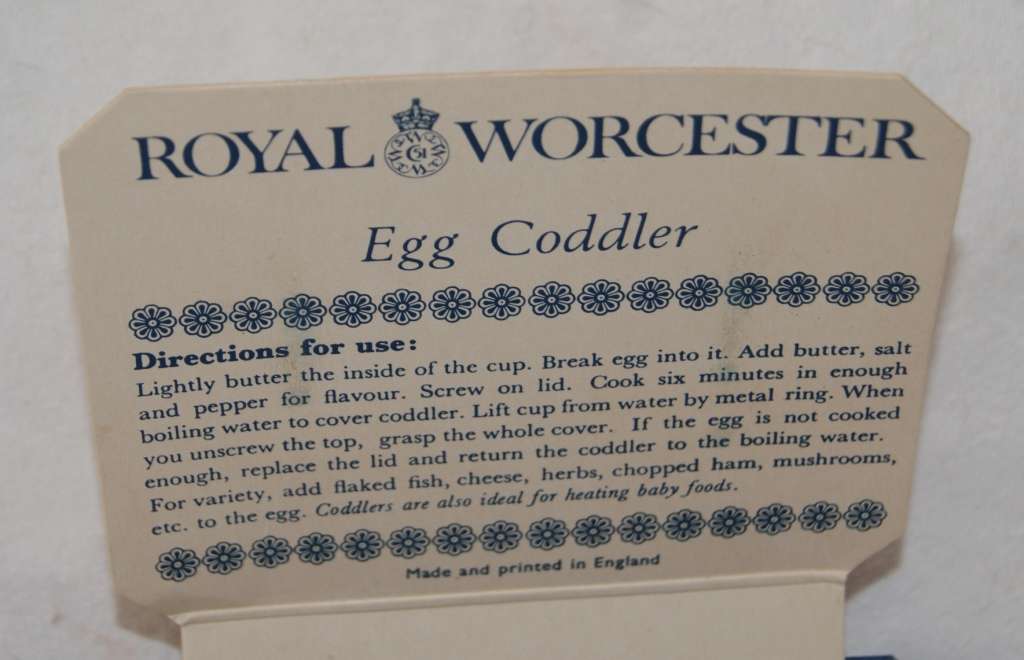 ROYAL WORCESTER
Egg Coddler
Directions for use:
Lightly butter the inside of the cup. Break egg into it. Add butter, salt
and pepper for flavour. Screw on lid. Cook six minutes in enough
boiling water to cover coddler. Lift cup from water by metal ring. When
you unscrew the top, grasp the whole cover. If the egg is not cooked
enough, replace the lid and return the coddler to the boiling water.
For variety, add flaked fish, cheese, herbs, chopped ham, mushrooms,
etc. to the egg. Coddlers are also ideal for heating baby foods.
Made and printed in England